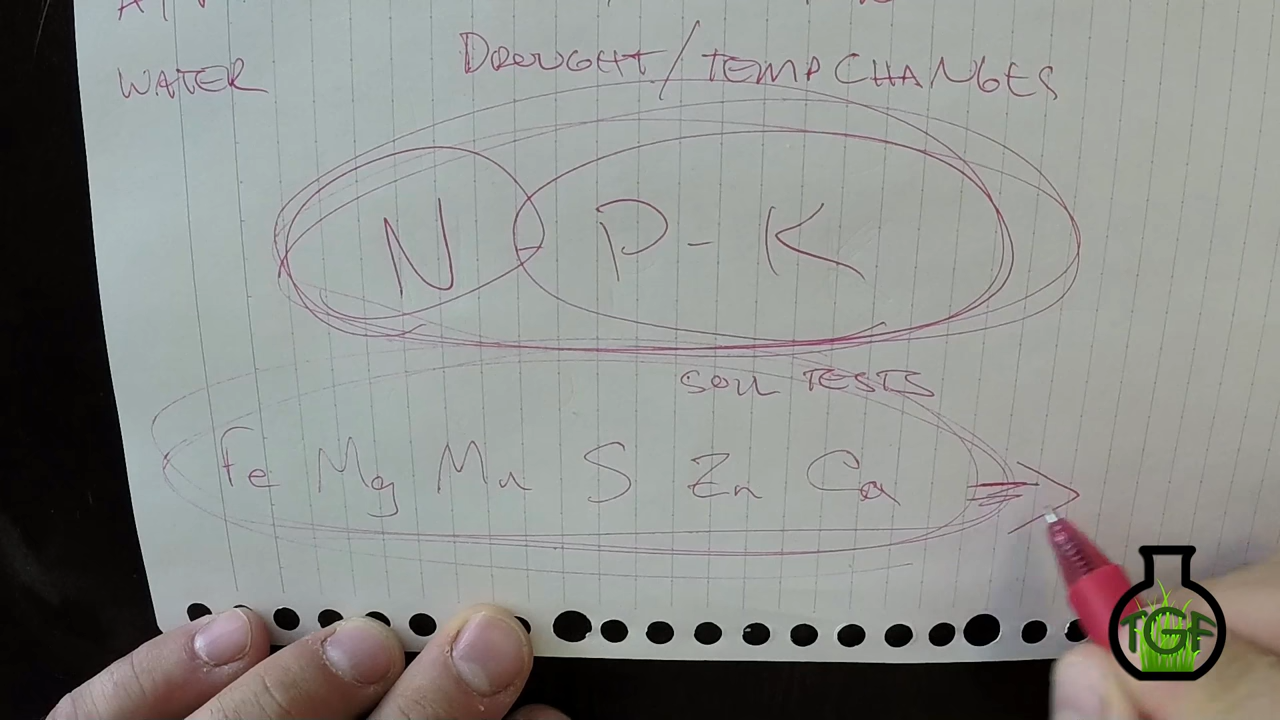 WATER DROUGHT/TEMP CHANGES
N P-K
SOIL TESTS
Fe Mg Mn S Zn Ca
TGF